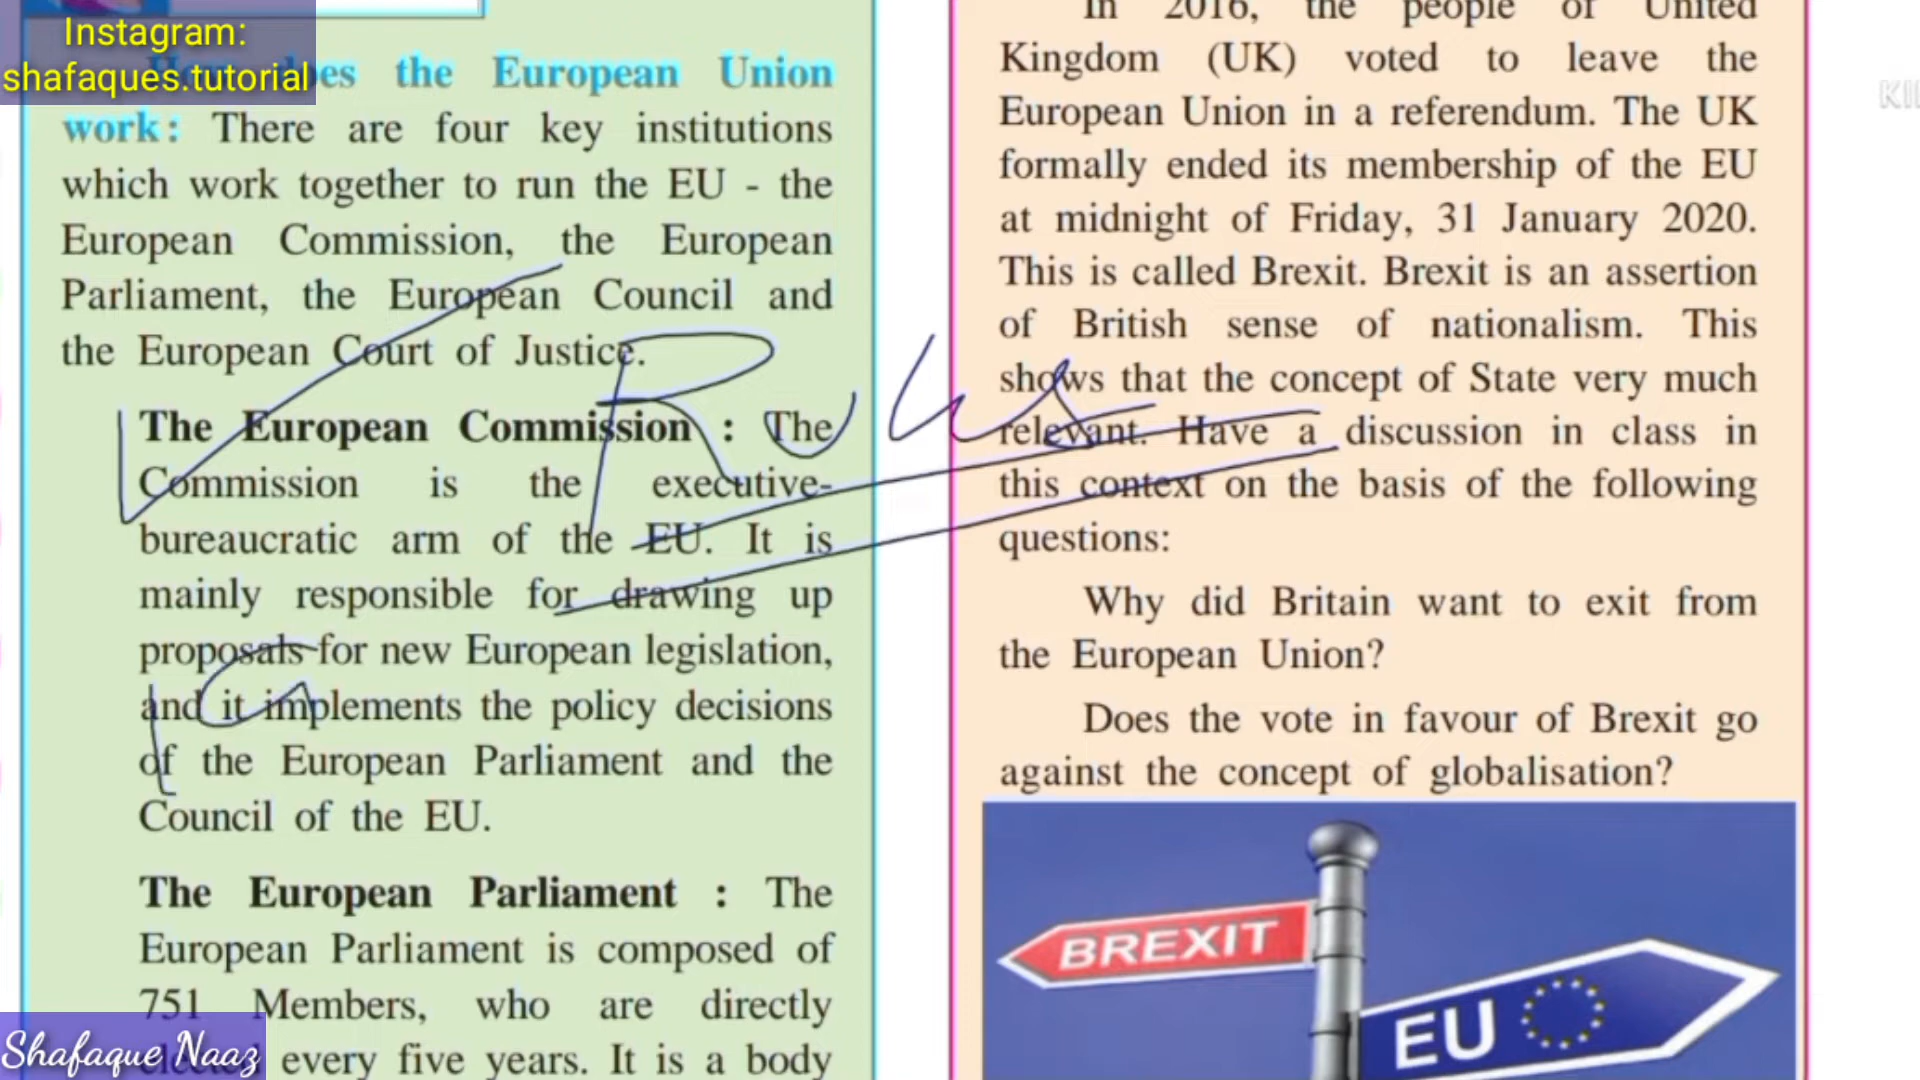 Instagram:
shafaques.tutorial
does the European Union
work: There are four key institutions
which work together to run the EU - the
European Commission, the European
Parliament, the European Council and
the European Court of Justice.
The European Commission : The
Commission is the executive-
bureaucratic arm of the EU. It is
mainly responsible for drawing up
proposals for new European legislation,
and it implements the policy decisions
of the European Parliament and the
Council of the EU.
The European Parliament : The
European Parliament is composed of
751 Members, who are directly
elected every five years. It is a body
Shafaque Naaz
In 2016, the people of United
Kingdom (UK) voted to leave the
European Union in a referendum. The UK
formally ended its membership of the EU
at midnight of Friday, 31 January 2020.
This is called Brexit. Brexit is an assertion
of British sense of nationalism. This
shows that the concept of State very much
relevant. Have a discussion in class in
this context on the basis of the following
questions:
Why did Britain want to exit from
the European Union?
Does the vote in favour of Brexit go
against the concept of globalisation?
BREXIT
EU